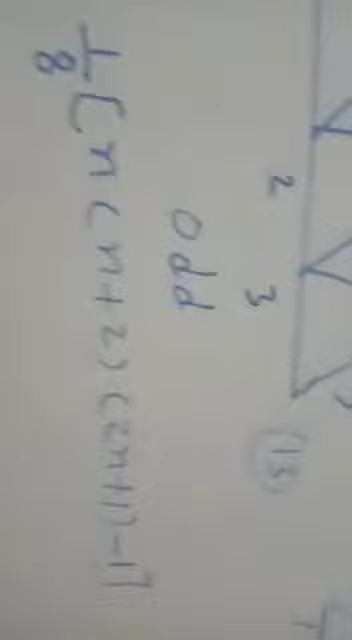 2 3 (13)
odd
1/8 [n(n+2)(2n+1)-1]